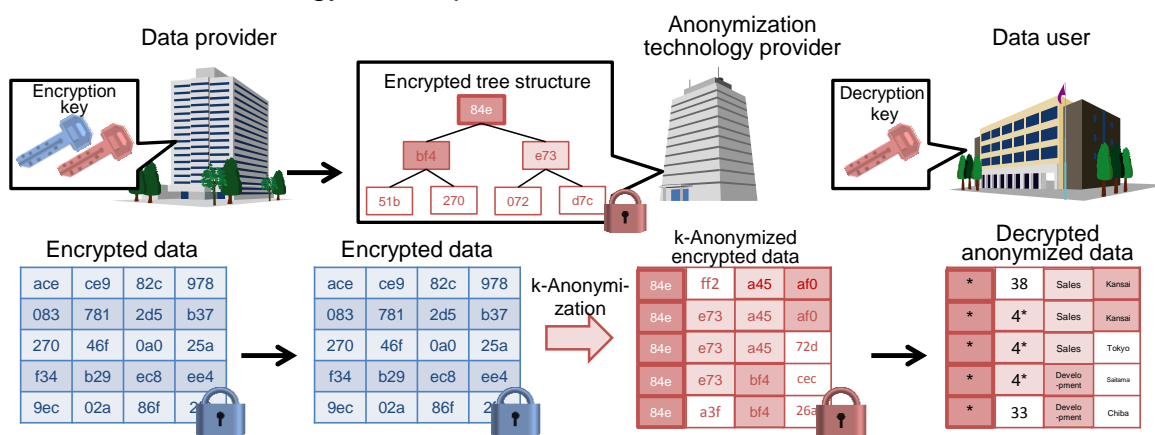 Data provider
Anonymization
technology provider
Data user
Encryption
key
Encrypted tree structure
84e
bf4
e73
51b
270
072
d7c
Decryption
key
Encrypted data
ace ce9 82c 978
083 781 2d5 b37
270 46f 0a0 25a
f34 b29 ec8 ee4
9ec 02a 86f
Encrypted data
ace ce9 82c 978
083 781 2d5 b37
270 46f 0a0 25a
f34 b29 ec8 ee4
9ec 02a 86f
k-Anonymi-
zation
k-Anonymized
encrypted data
84e ff2 a45 af0
84e e73 a45 af0
84e e73 a45 72d
84e e73 bf4 cec
84e a3f bf4 26a
Decrypted
anonymized data
* 38 Sales Kansai
* 4* Sales Kansai
* 4* Sales Tokyo
* 4* Develo
-pment Saitama
* 33 Develo
-pment Chiba